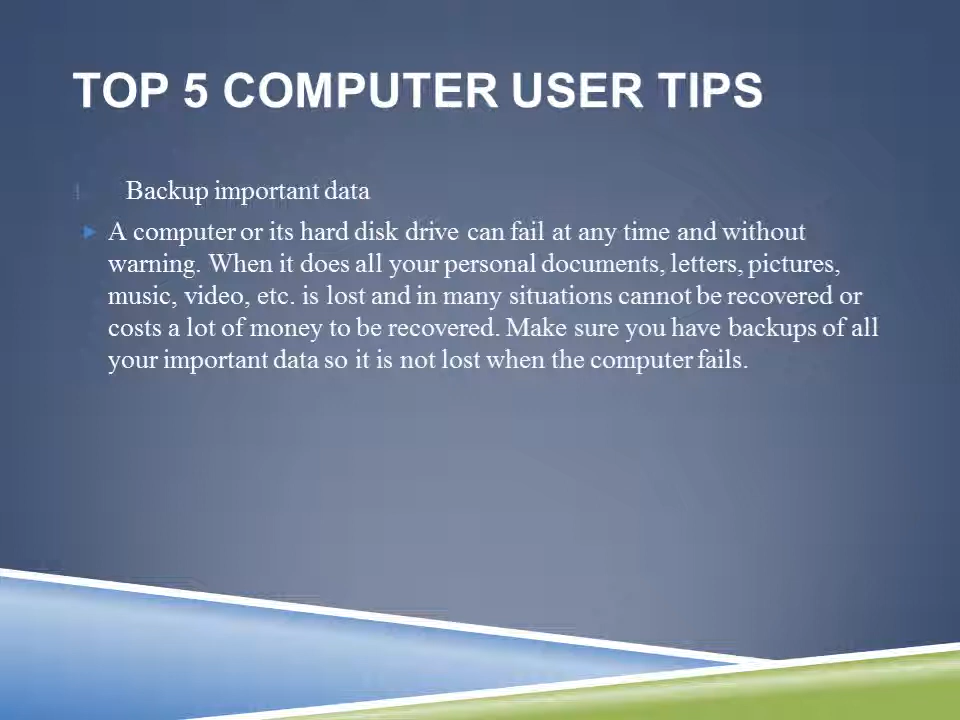 TOP 5 COMPUTER USER TIPS
Backup important data
A computer or its hard disk drive can fail at any time and without
warning. When it does all your personal documents, letters, pictures,
music, video, etc. is lost and in many situations cannot be recovered or
costs a lot of money to be recovered. Make sure you have backups of all
your important data so it is not lost when the computer fails.